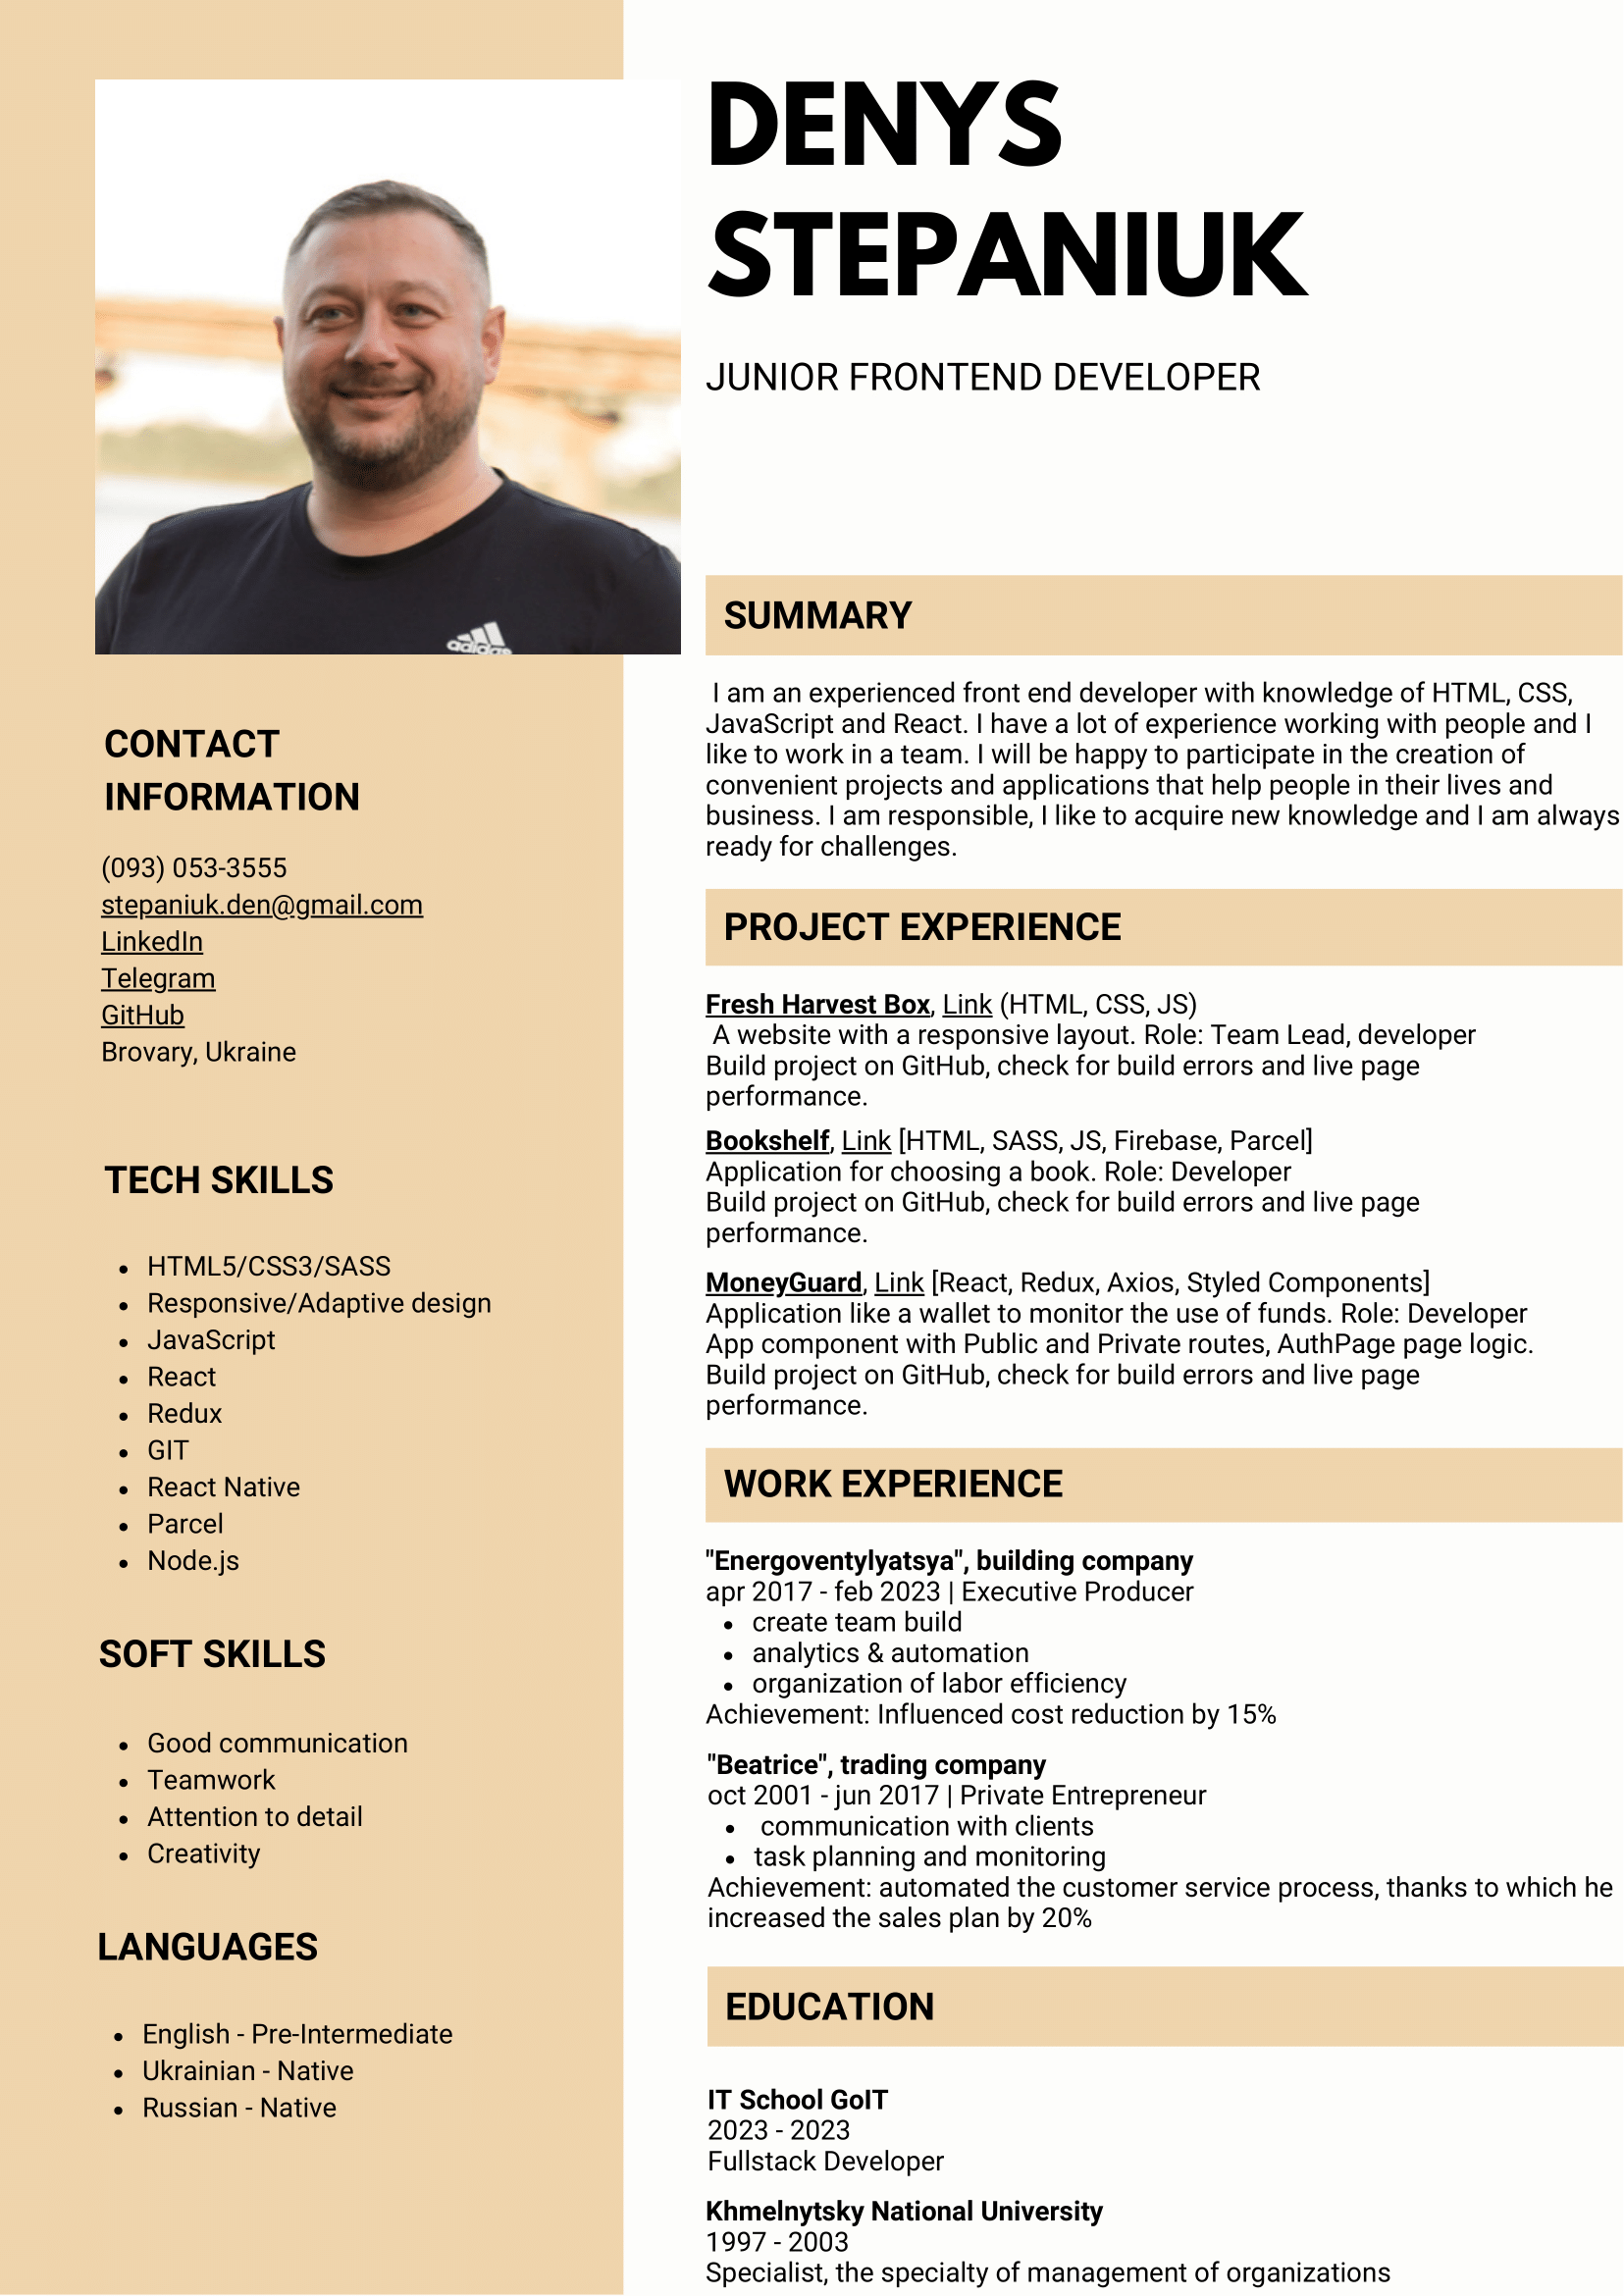 DENYS
STEPANIUK
JUNIOR FRONTEND DEVELOPER
adidas
CONTACT
INFORMATION
(093) 053-3555
stepaniuk.den@gmail.com
LinkedIn
Telegram
GitHub
Brovary, Ukraine
TECH SKILLS
• HTML5/CSS3/SASS
• Responsive/Adaptive design
• JavaScript
• React
• Redux
• GIT
• React Native
• Parcel
• Node.js
SOFT SKILLS
• Good communication
• Teamwork
• Attention to detail
• Creativity
LANGUAGES
• English - Pre-Intermediate
• Ukrainian - Native
• Russian - Native
SUMMARY
I am an experienced front end developer with knowledge of HTML, CSS,
JavaScript and React. I have a lot of experience working with people and I
like to work in a team. I will be happy to participate in the creation of
convenient projects and applications that help people in their lives and
business. I am responsible, I like to acquire new knowledge and I am always
ready for challenges.
PROJECT EXPERIENCE
Fresh Harvest Box, Link (HTML, CSS, JS)
A website with a responsive layout. Role: Team Lead, developer
Build project on GitHub, check for build errors and live page
performance.
Bookshelf, Link [HTML, SASS, JS, Firebase, Parcel]
Application for choosing a book. Role: Developer
Build project on GitHub, check for build errors and live page
performance.
MoneyGuard, Link [React, Redux, Axios, Styled Components]
Application like a wallet to monitor the use of funds. Role: Developer
App component with Public and Private routes, AuthPage page logic.
Build project on GitHub, check for build errors and live page
performance.
WORK EXPERIENCE
"Energoventylyatsya", building company
apr 2017 - feb 2023 | Executive Producer
• create team build
• analytics & automation
• organization of labor efficiency
Achievement: Influenced cost reduction by 15%
"Beatrice", trading company
oct 2001 - jun 2017 | Private Entrepreneur
• communication with clients
• task planning and monitoring
Achievement: automated the customer service process, thanks to which he
increased the sales plan by 20%
EDUCATION
IT School GoIT
2023 - 2023
Fullstack Developer
Khmelnytsky National University
1997 - 2003
Specialist, the specialty of management of organizations